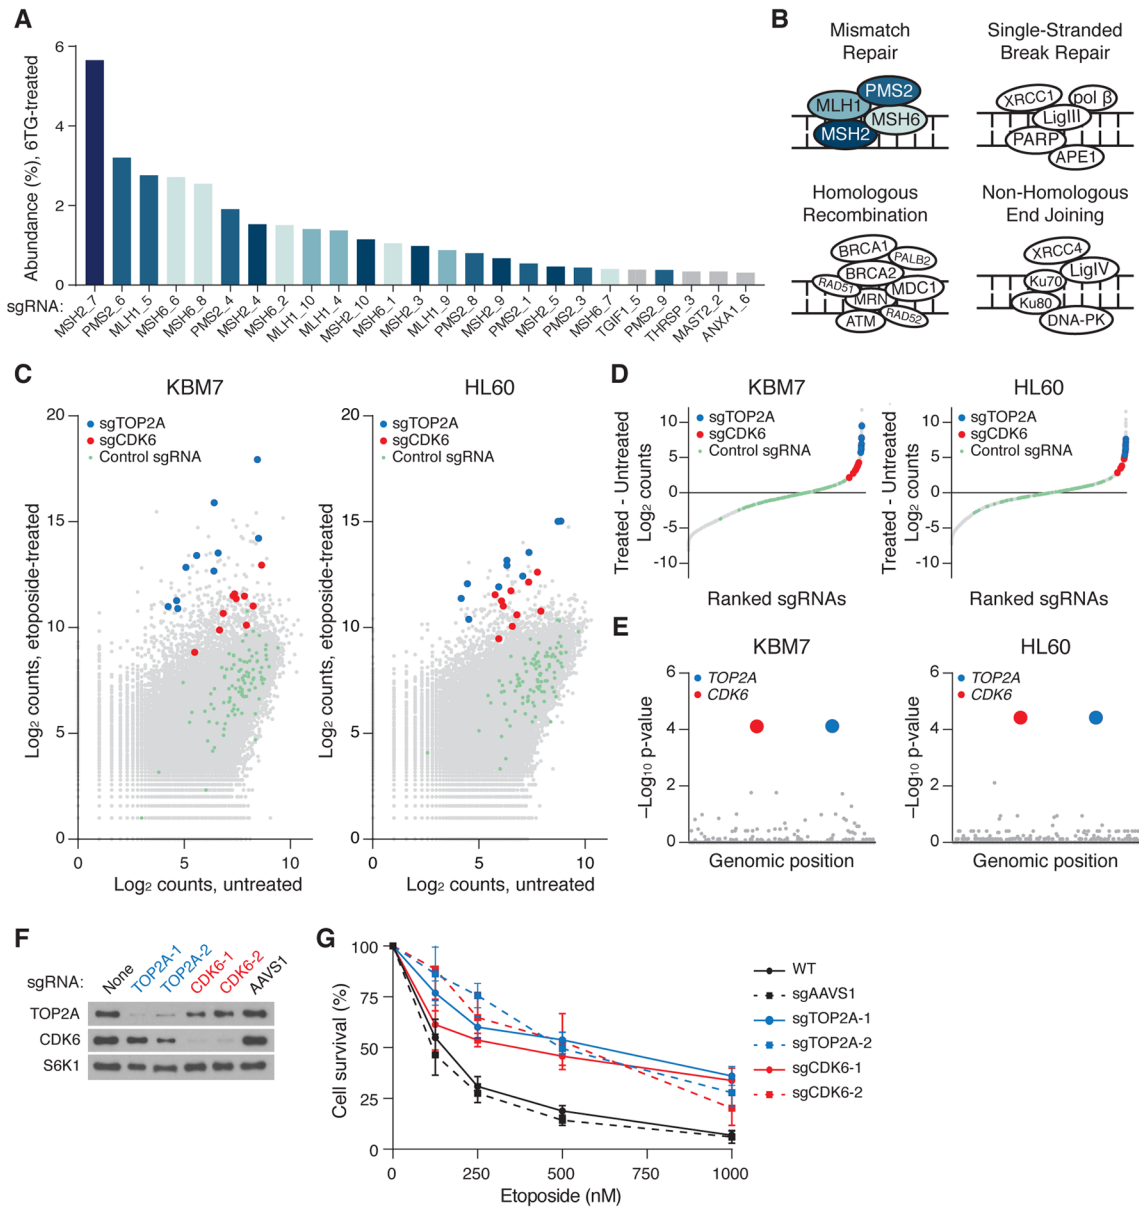 A
Abundance (%), 6TG-treated
6
4
2
0
sgRNA:
MSH2_7
PMS2_6
MLH1_5
MSH6_6
MSH6_8
PMS2_4
MSH2_4
MSH6_2
MLH1_10
MLH1_4
MSH2_10
MSH6_1
MSH2_3
MLH1_9
PMS2_8
MSH2_9
PMS2_1
MSH2_5
PMS2_3
MSH6_7
TGIF1_5
PMS2_9
THRSP_3
MAST2_2
ANXA1_6
B
Mismatch
Repair
PMS2
MLH1
MSH6
MSH2
Single-Stranded
Break Repair
XRCC1
pol β
LigIII
PARP
APE1
Homologous
Recombination
BRCA1
PALB2
BRCA2
RAD51
MDC1
MRN
ATM
RAD52
Non-Homologous
End Joining
XRCC4
LigIV
Ku70
Ku80
DNA-PK
C
KBM7
Log2 counts, etoposide-treated
20
15
10
5
0
sgTOP2A
sgCDK6
Control sgRNA
0
5
10
Log2 counts, untreated
HL60
Log2 counts, etoposide-treated
20
15
10
5
0
sgTOP2A
sgCDK6
Control sgRNA
0
5
10
Log2 counts, untreated
D
KBM7
Treated - Untreated
Log2 counts
10
5
0
-5
-10
sgTOP2A
sgCDK6
Control sgRNA
Ranked sgRNAs
HL60
Treated - Untreated
Log2 counts
10
5
0
-5
-10
sgTOP2A
sgCDK6
Control sgRNA
Ranked sgRNAs
E
KBM7
–Log10 p-value
6
4
2
0
TOP2A
CDK6
Genomic position
HL60
–Log10 p-value
6
4
2
0
TOP2A
CDK6
Genomic position
F
sgRNA:
None
TOP2A-1
TOP2A-2
CDK6-1
CDK6-2
AAVS1
TOP2A
CDK6
S6K1
G
Cell survival (%)
100
75
50
25
0
0
250
500
750
1000
Etoposide (nM)
WT
sgAAVS1
sgTOP2A-1
sgTOP2A-2
sgCDK6-1
sgCDK6-2